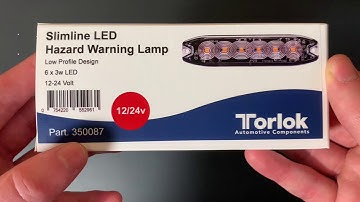 Slimline LED
Hazard Warning Lamp
Low Profile Design
6 x 3w LED
12-24 Volt
12/24v
Part. 350087
Torlok
Automotive Components